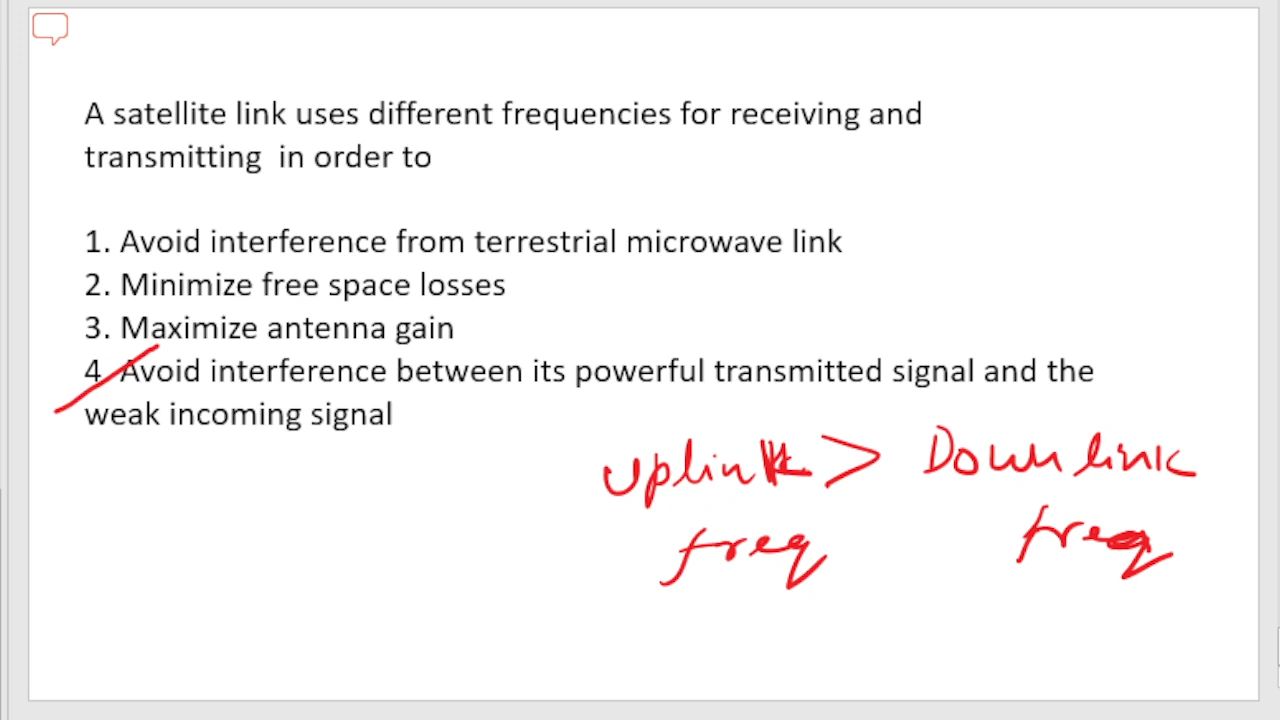 A satellite link uses different frequencies for receiving and
transmitting in order to
1. Avoid interference from terrestrial microwave link
2. Minimize free space losses
3. Maximize antenna gain
4. Avoid interference between its powerful transmitted signal and the
weak incoming signal
uplink > Downlink
freq freq